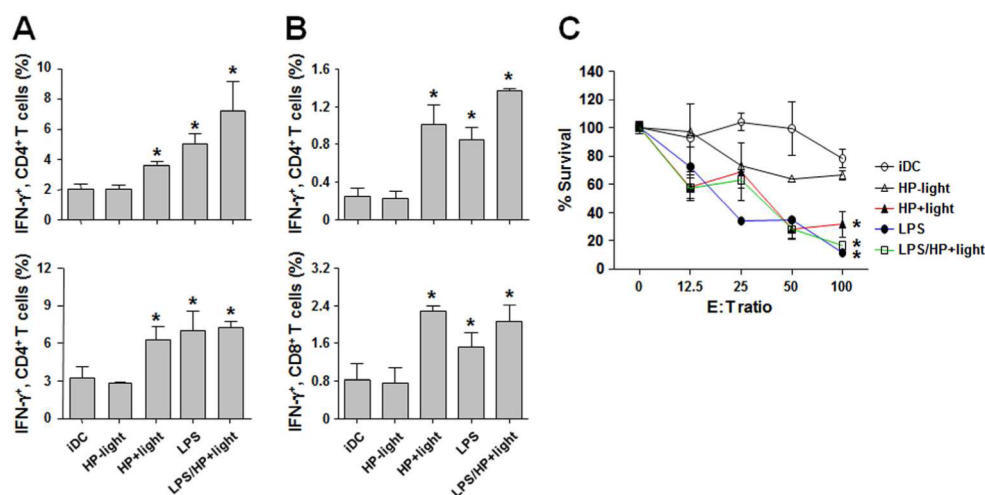 A
IFN-γ⁺, CD4⁺ T cells (%)
10
8
6
4
2
0
*
*
*
IFN-γ⁺, CD4⁺ T cells (%)
12
9
6
3
0
*
*
*
iDC
HP-light
HP+light
LPS
LPS/HP+light
B
IFN-γ⁺, CD4⁺ T cells (%)
1.6
1.2
0.8
0.4
0
*
*
*
IFN-γ⁺, CD8⁺ T cells (%)
3.2
2.4
1.6
0.8
0
*
*
*
iDC
HP-light
HP+light
LPS
LPS/HP+light
C
% Survival
140
120
100
80
60
40
20
0
0 12.5 25 50 100
E:T ratio
*
*
*
iDC
HP-light
HP+light
LPS
LPS/HP+light